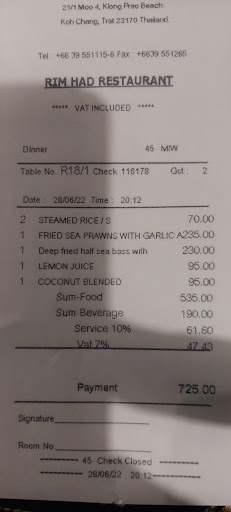 21/1 Moo 4, Klong Prao Beach
Koh Chang, Trat 23170 Thailand.
Tel : +66 39 551115-6 Fax : +6639 551265
RIM HAD RESTAURANT
***** VAT INCLUDED *****
Dinner 45 MIW
Table No. R18/1 Check 116178 Gst : 2
Date : 28/06/22 Time : 20:12
2 STEAMED RICE / S 70.00
1 FRIED SEA PRAWNS WITH GARLIC A235.00
1 Deep fried half sea bass with 230.00
1 LEMON JUICE 95.00
1 COCONUT BLENDED 95.00
Sum-Food 535.00
Sum Beverage 190.00
Service 10% 61.60
Vat 7% 47.43
Payment 725.00
Signature
Room No.
---------- 45 Check Closed ----------
----------- 28/06/22 20:12------------